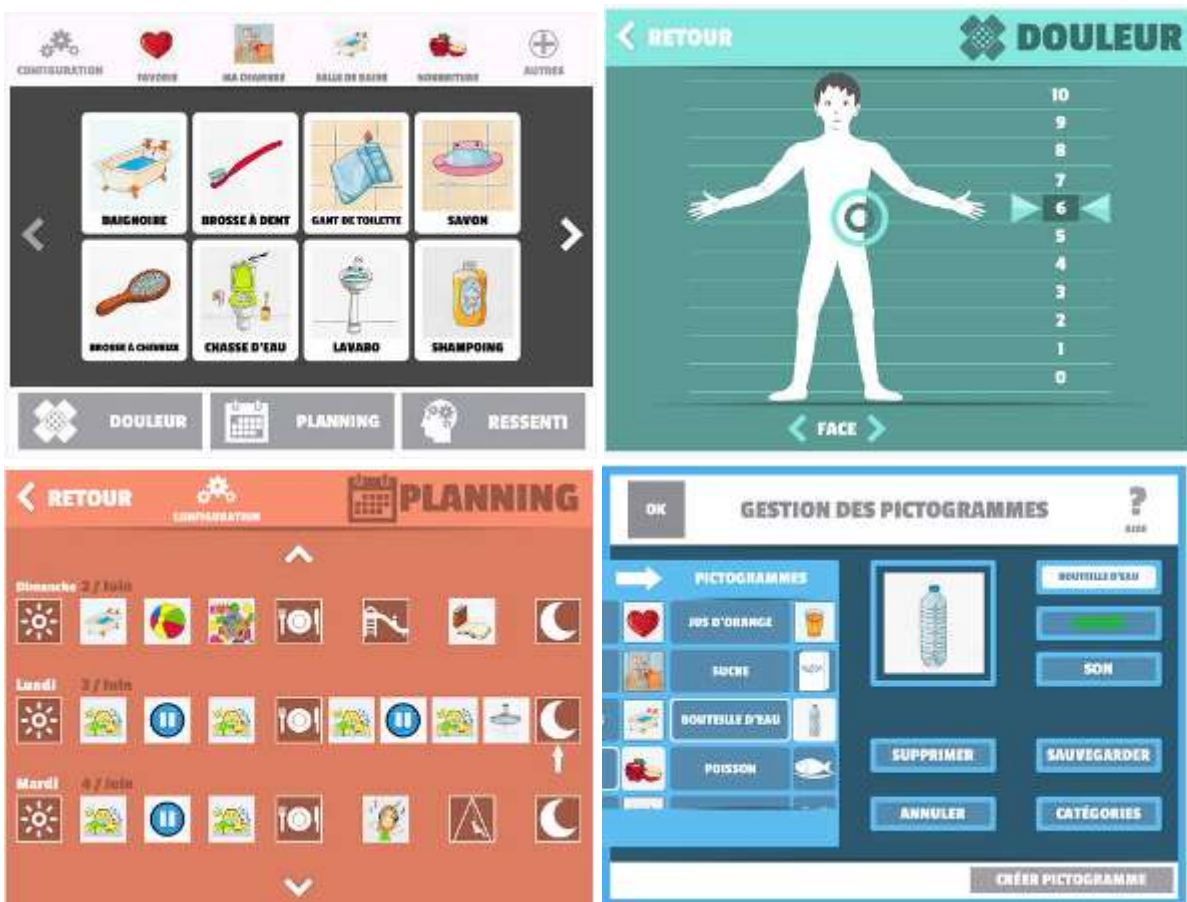 CONFIGURATION FAVORIS MA CHAMBRE SALLE DE BAINS NOURRITURE AUTRES
BAIGNOIRE BROSSE À DENT GANT DE TOILETTE SAVON
BROSSE À CHEVEUX CHASSE D'EAU LAVABO SHAMPOING
DOULEUR PLANNING RESSENTI
RETOUR DOULEUR
10
9
8
7
6
5
4
3
2
1
0
FACE
RETOUR CONFIGURATION PLANNING
Dimanche 2 / Juin
Lundi 3 / Juin
Mardi 4 / Juin
OK GESTION DES PICTOGRAMMES ?
AIDE
PICTOGRAMMES BOUTEILLE D'EAU
JUS D'ORANGE
SUCRE SON
BOUTEILLE D'EAU
POISSON SUPPRIMER SAUVEGARDER
ANNULER CATÉGORIES
CRÉER PICTOGRAMME